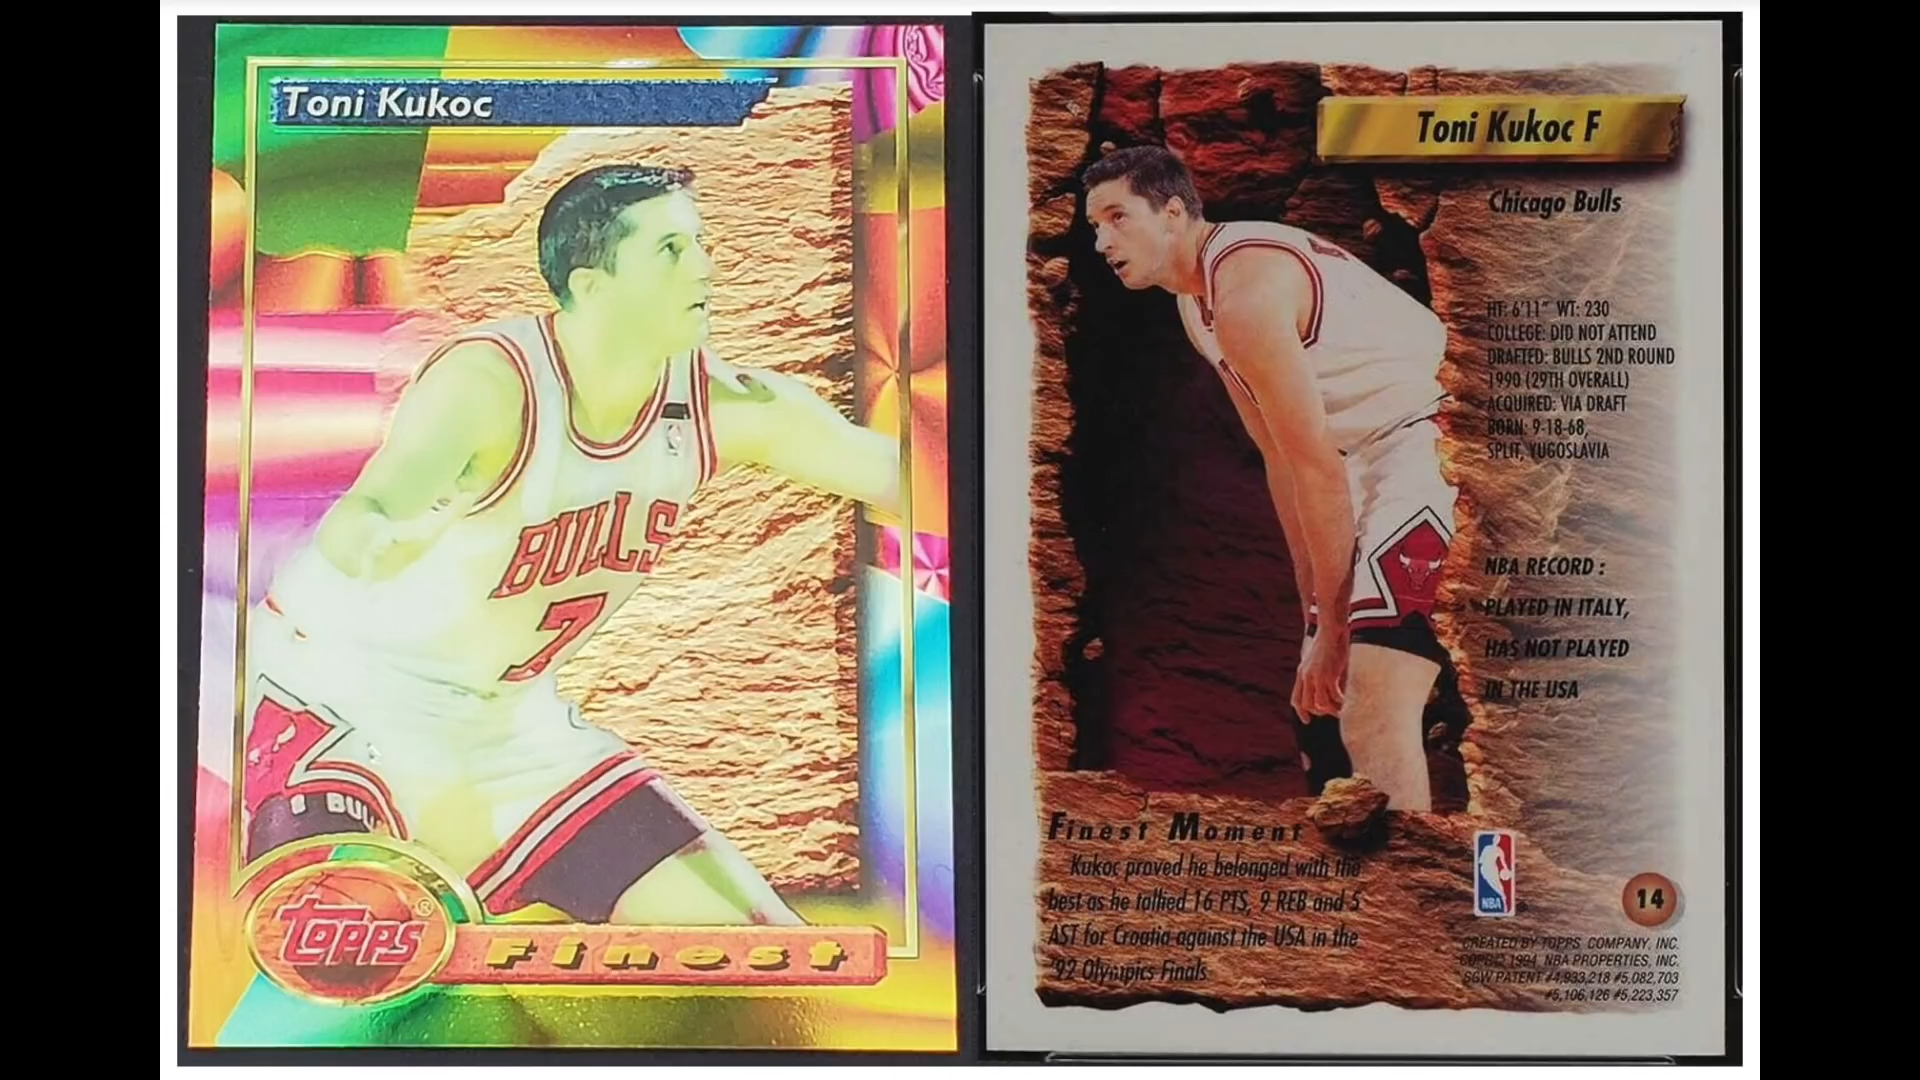 Toni Kukoc
BULLS
7
BUL
Topps®
Finest
Toni Kukoc F
Chicago Bulls
HT: 6'11" WT: 230
COLLEGE: DID NOT ATTEND
DRAFTED: BULLS 2ND ROUND
1990 (29TH OVERALL)
ACQUIRED: VIA DRAFT
BORN: 9-18-68,
SPLIT, YUGOSLAVIA
NBA RECORD :
PLAYED IN ITALY,
HAS NOT PLAYED
IN THE USA
Finest Moment
Kukoc proved he belonged with the
best as he tallied 16 PTS, 9 REB and 5
AST for Croatia against the USA in the
'92 Olympics Finals
NBA
14
CREATED BY TOPPS COMPANY, INC.
COPR© 1994 NBA PROPERTIES, INC.
SGW PATENT #4,933,218 #5,082,703
#5,106,126 #5,223,357